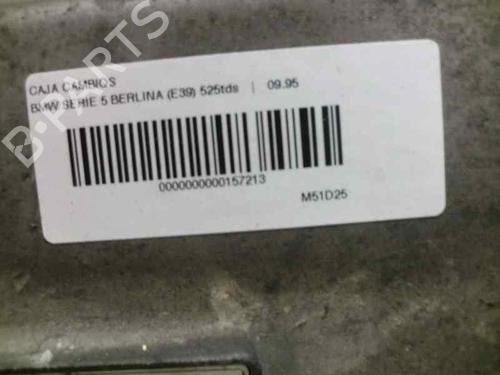 CAJA CAMBIOS
BMW SERIE 5 BERLINA (E39) 525tds | 09.95
0000000000157213
M51D25
B-PARTS